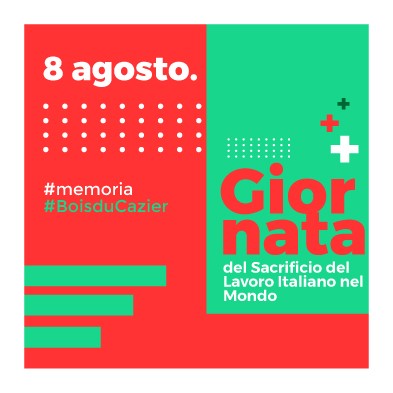 8 agosto.
#memoria
#BoisduCazier
Gior
nata
del Sacrificio del
Lavoro Italiano nel
Mondo